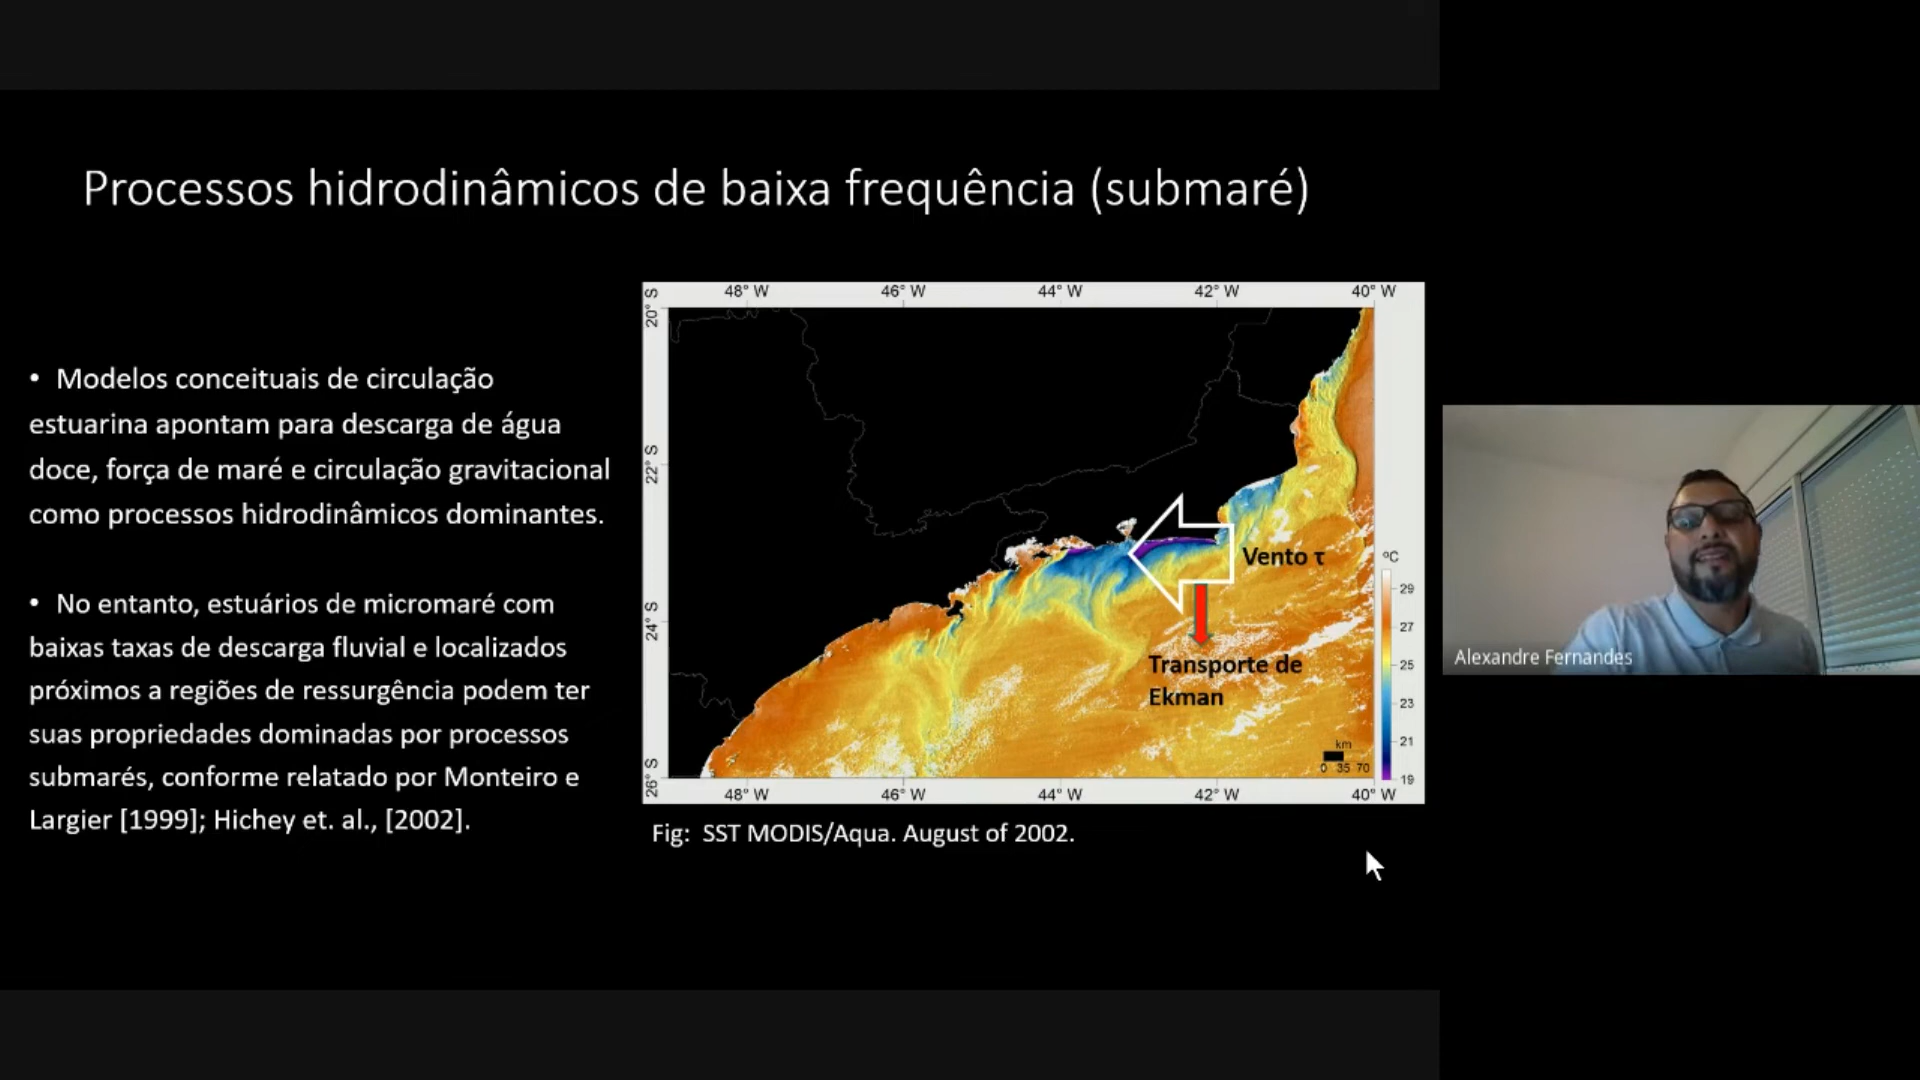 Processos hidrodinâmicos de baixa frequência (submaré)
• Modelos conceituais de circulação
estuarina apontam para descarga de água
doce, força de maré e circulação gravitacional
como processos hidrodinâmicos dominantes.
• No entanto, estuários de micromaré com
baixas taxas de descarga fluvial e localizados
próximos a regiões de ressurgência podem ter
suas propriedades dominadas por processos
submarés, conforme relatado por Monteiro e
Largier [1999]; Hichey et. al., [2002].
48° W 46° W 44° W 42° W 40° W
20° S
22° S
24° S
26° S
Vento τ
Transporte de
Ekman
ºC
29
27
25
23
21
19
km
0 35 70
48° W 46° W 44° W 42° W 40° W
Fig: SST MODIS/Aqua. August of 2002.
Alexandre Fernandes